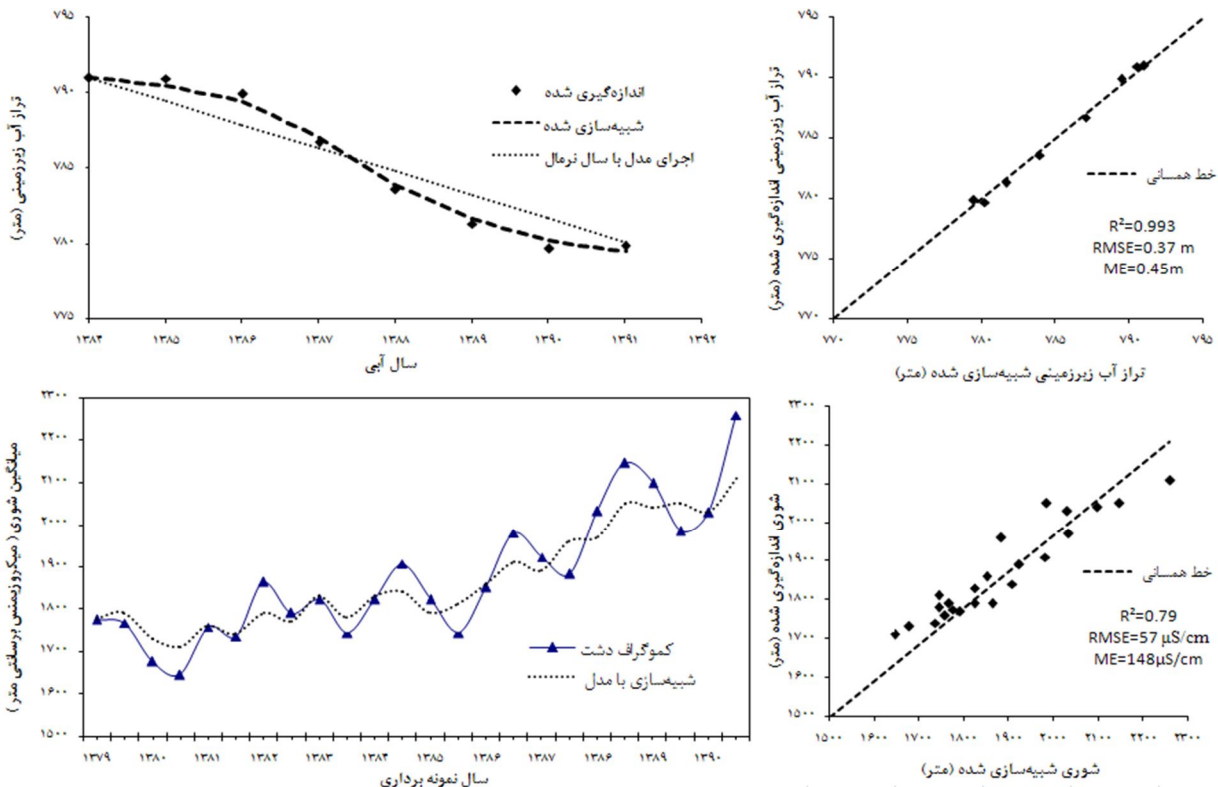 ۷۹۵
۷۹۰
۷۸۵
۷۸۰
۷۷۵
تراز آب زیرزمینی (متر)
اندازه‌گیری شده
شبیه‌سازی شده
اجرای مدل با سال نرمال
۱۳۸۴ ۱۳۸۵ ۱۳۸۶ ۱۳۸۷ ۱۳۸۸ ۱۳۸۹ ۱۳۹۰ ۱۳۹۱ ۱۳۹۲
سال آبی
۷۹۵
۷۹۰
۷۸۵
۷۸۰
۷۷۵
۷۷۰
تراز آب زیرزمینی اندازه‌گیری شده (متر)
خط همسانی
R²=0.993
RMSE=0.37 m
ME=0.45m
۷۷۰ ۷۷۵ ۷۸۰ ۷۸۵ ۷۹۰ ۷۹۵
تراز آب زیرزمینی شبیه‌سازی شده (متر)
۲۳۰۰
۲۲۰۰
۲۱۰۰
۲۰۰۰
۱۹۰۰
۱۸۰۰
۱۷۰۰
۱۶۰۰
۱۵۰۰
میانگین شوری ( میکروزیمنس برسانتی متر )
کموگراف دشت
شبیه‌سازی با مدل
۱۳۷۹ ۱۳۸۰ ۱۳۸۱ ۱۳۸۲ ۱۳۸۳ ۱۳۸۴ ۱۳۸۵ ۱۳۸۶ ۱۳۸۷ ۱۳۸۶ ۱۳۸۹ ۱۳۹۰
سال نمونه برداری
۲۳۰۰
۲۲۰۰
۲۱۰۰
۲۰۰۰
۱۹۰۰
۱۸۰۰
۱۷۰۰
۱۶۰۰
۱۵۰۰
شوری اندازه‌گیری شده (متر)
خط همسانی
R²=0.79
RMSE=57 µS/cm
ME=148µS/cm
۱۵۰۰ ۱۶۰۰ ۱۷۰۰ ۱۸۰۰ ۱۹۰۰ ۲۰۰۰ ۲۱۰۰ ۲۲۰۰ ۲۳۰۰
شوری شبیه‌سازی شده (متر)